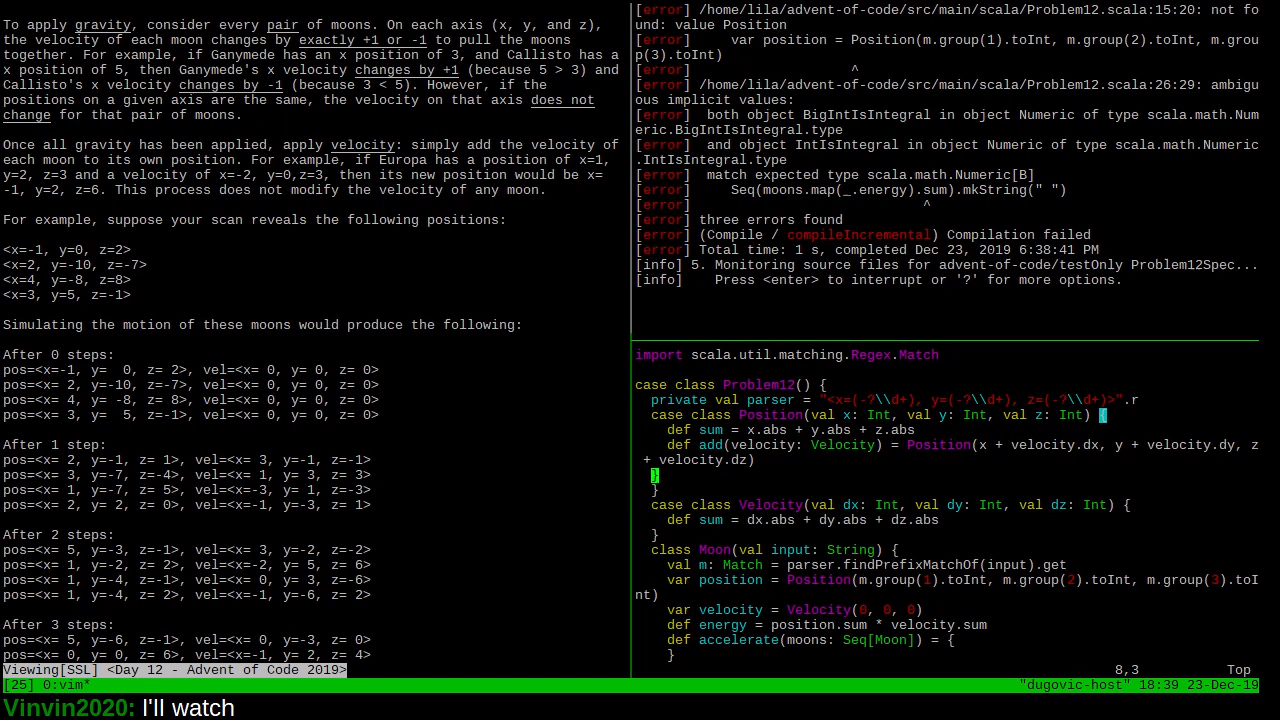 To apply gravity, consider every pair of moons. On each axis (x, y, and z),
the velocity of each moon changes by exactly +1 or -1 to pull the moons
together. For example, if Ganymede has an x position of 3, and Callisto has a
x position of 5, then Ganymede's x velocity changes by +1 (because 5 > 3) and
Callisto's x velocity changes by -1 (because 3 < 5). However, if the
positions on a given axis are the same, the velocity on that axis does not
change for that pair of moons.

Once all gravity has been applied, apply velocity: simply add the velocity of
each moon to its own position. For example, if Europa has a position of x=1,
y=2, z=3 and a velocity of x=-2, y=0,z=3, then its new position would be x=
-1, y=2, z=6. This process does not modify the velocity of any moon.

For example, suppose your scan reveals the following positions:

<x=-1, y=0, z=2>
<x=2, y=-10, z=-7>
<x=4, y=-8, z=8>
<x=3, y=5, z=-1>

Simulating the motion of these moons would produce the following:

After 0 steps:
pos=<x=-1, y=  0, z= 2>, vel=<x= 0, y= 0, z= 0>
pos=<x= 2, y=-10, z=-7>, vel=<x= 0, y= 0, z= 0>
pos=<x= 4, y= -8, z= 8>, vel=<x= 0, y= 0, z= 0>
pos=<x= 3, y=  5, z=-1>, vel=<x= 0, y= 0, z= 0>

After 1 step:
pos=<x= 2, y=-1, z= 1>, vel=<x= 3, y=-1, z=-1>
pos=<x= 3, y=-7, z=-4>, vel=<x= 1, y= 3, z= 3>
pos=<x= 1, y=-7, z= 5>, vel=<x=-3, y= 1, z=-3>
pos=<x= 2, y= 2, z= 0>, vel=<x=-1, y=-3, z= 1>

After 2 steps:
pos=<x= 5, y=-3, z=-1>, vel=<x= 3, y=-2, z=-2>
pos=<x= 1, y=-2, z= 2>, vel=<x=-2, y= 5, z= 6>
pos=<x= 1, y=-4, z=-1>, vel=<x= 0, y= 3, z=-6>
pos=<x= 1, y=-4, z= 2>, vel=<x=-1, y=-6, z= 2>

After 3 steps:
pos=<x= 5, y=-6, z=-1>, vel=<x= 0, y=-3, z= 0>
pos=<x= 0, y= 0, z= 6>, vel=<x=-1, y= 2, z= 4>
Viewing[SSL] <Day 12 - Advent of Code 2019>
[error] /home/lila/advent-of-code/src/main/scala/Problem12.scala:15:20: not fo
und: value Position
[error]     var position = Position(m.group(1).toInt, m.group(2).toInt, m.grou
p(3).toInt)
[error]                    ^
[error] /home/lila/advent-of-code/src/main/scala/Problem12.scala:26:29: ambigu
ous implicit values:
[error]  both object BigIntIsIntegral in object Numeric of type scala.math.Num
eric.BigIntIsIntegral.type
[error]  and object IntIsIntegral in object Numeric of type scala.math.Numeric
.IntIsIntegral.type
[error]  match expected type scala.math.Numeric[B]
[error]     Seq(moons.map(_.energy).sum).mkString(" ")
[error]                             ^
[error] three errors found
[error] (Compile / compileIncremental) Compilation failed
[error] Total time: 1 s, completed Dec 23, 2019 6:38:41 PM
[info] 5. Monitoring source files for advent-of-code/testOnly Problem12Spec...
[info]    Press <enter> to interrupt or '?' for more options.
import scala.util.matching.Regex.Match

case class Problem12() {
  private val parser = "<x=(-?\\d+), y=(-?\\d+), z=(-?\\d+)>".r
  case class Position(val x: Int, val y: Int, val z: Int) {
    def sum = x.abs + y.abs + z.abs
    def add(velocity: Velocity) = Position(x + velocity.dx, y + velocity.dy, z
 + velocity.dz)
  }
  }
  case class Velocity(val dx: Int, val dy: Int, val dz: Int) {
    def sum = dx.abs + dy.abs + dz.abs
  }
  class Moon(val input: String) {
    val m: Match = parser.findPrefixMatchOf(input).get
    var position = Position(m.group(1).toInt, m.group(2).toInt, m.group(3).toI
nt)
    var velocity = Velocity(0, 0, 0)
    def energy = position.sum * velocity.sum
    def accelerate(moons: Seq[Moon]) = {
    }
8,3 Top
[25] 0:vim* "dugovic-host" 18:39 23-Dec-19
Vinvin2020: I'll watch